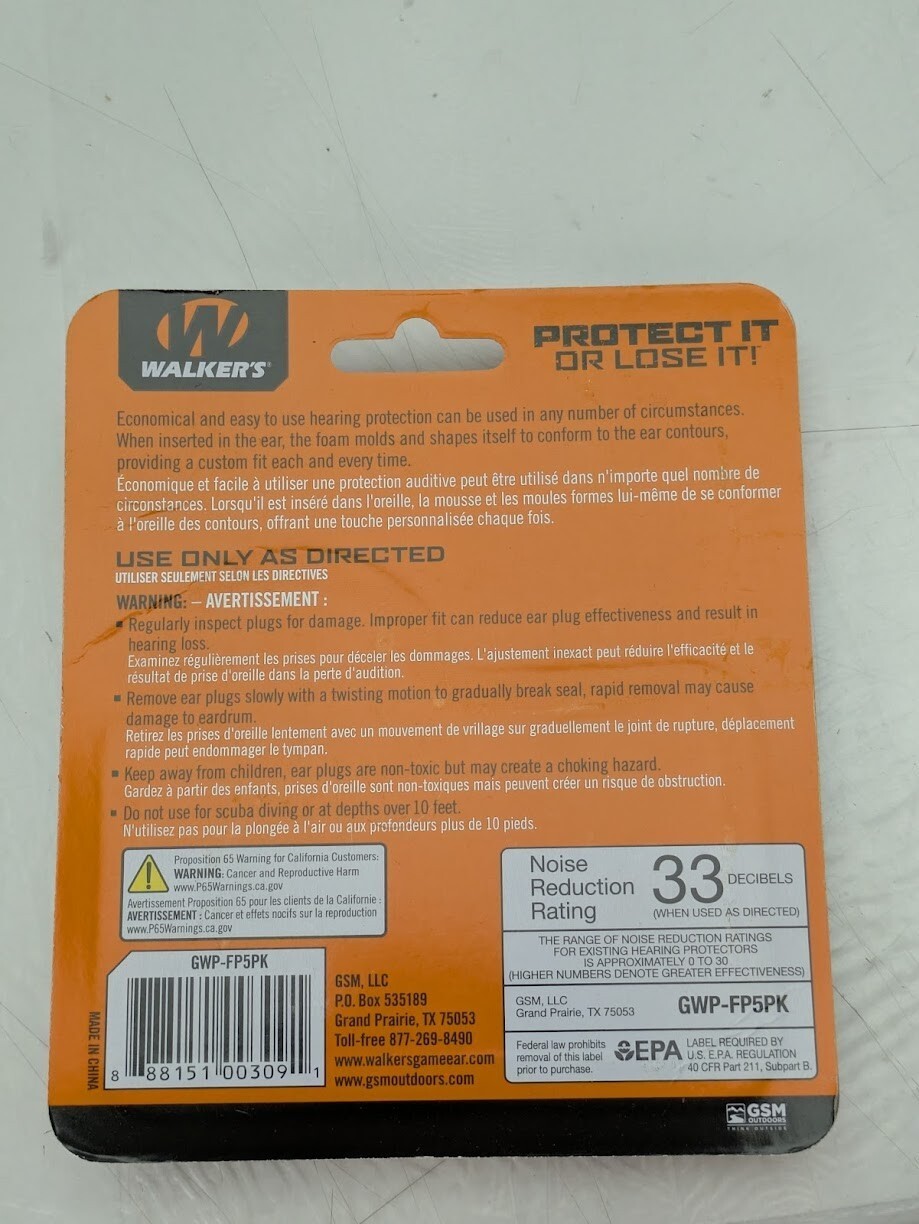 WALKER'S®
PROTECT IT
OR LOSE IT!
Economical and easy to use hearing protection can be used in any number of circumstances.
When inserted in the ear, the foam molds and shapes itself to conform to the ear contours,
providing a custom fit each and every time.
Économique et facile à utiliser une protection auditive peut être utilisé dans n'importe quel nombre de
circonstances. Lorsqu'il est inséré dans l'oreille, la mousse et les moules formes lui-même de se conformer
à l'oreille des contours, offrant une touche personnalisée chaque fois.
USE ONLY AS DIRECTED
UTILISER SEULEMENT SELON LES DIRECTIVES
WARNING: – AVERTISSEMENT :
▪ Regularly inspect plugs for damage. Improper fit can reduce ear plug effectiveness and result in
hearing loss.
Examinez régulièrement les prises pour déceler les dommages. L'ajustement inexact peut réduire l'efficacité et le
résultat de prise d'oreille dans la perte d'audition.
▪ Remove ear plugs slowly with a twisting motion to gradually break seal, rapid removal may cause
damage to eardrum.
Retirez les prises d'oreille lentement avec un mouvement de vrillage sur graduellement le joint de rupture, déplacement
rapide peut endommager le tympan.
▪ Keep away from children, ear plugs are non-toxic but may create a choking hazard.
Gardez à partir des enfants, prises d'oreille sont non-toxiques mais peuvent créer un risque de obstruction.
▪ Do not use for scuba diving or at depths over 10 feet.
N'utilisez pas pour la plongée à l'air ou aux profondeurs plus de 10 pieds.
Proposition 65 Warning for California Customers:
WARNING: Cancer and Reproductive Harm
www.P65Warnings.ca.gov
Avertissement Proposition 65 pour les clients de la Californie :
AVERTISSEMENT : Cancer et effets nocifs sur la reproduction
www.P65Warnings.ca.gov
Noise
Reduction
Rating
33 DECIBELS
(WHEN USED AS DIRECTED)
THE RANGE OF NOISE REDUCTION RATINGS
FOR EXISTING HEARING PROTECTORS
IS APPROXIMATELY 0 TO 30
(HIGHER NUMBERS DENOTE GREATER EFFECTIVENESS)
GSM, LLC
Grand Prairie, TX 75053
GWP-FP5PK
Federal law prohibits
removal of this label
prior to purchase.
EPA
LABEL REQUIRED BY
U.S. E.P.A. REGULATION
40 CFR Part 211, Subpart B.
MADE IN CHINA
GWP-FP5PK
8 88151 00309 1
GSM, LLC
P.O. Box 535189
Grand Prairie, TX 75053
Toll-free 877-269-8490
www.walkersgameear.com
www.gsmoutdoors.com
GSM
OUTDOORS
THINK OUTSIDE